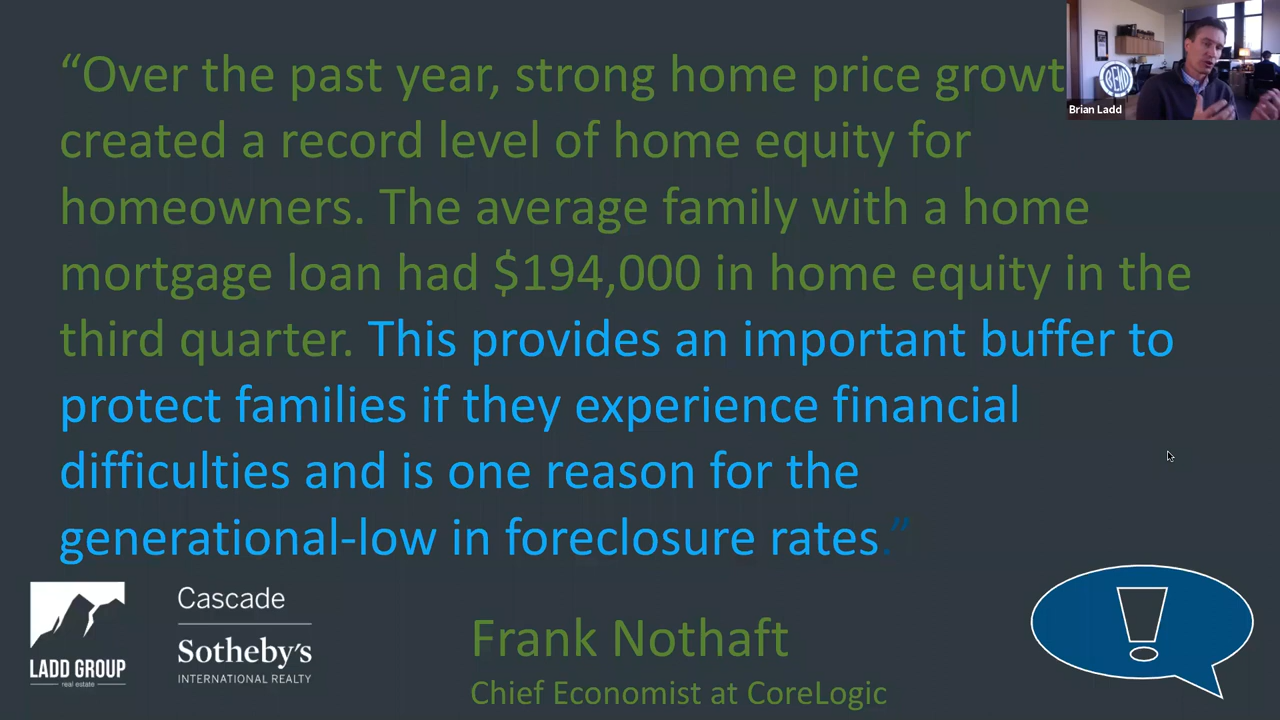 “Over the past year, strong home price growt
created a record level of home equity for
homeowners. The average family with a home
mortgage loan had $194,000 in home equity in the
third quarter. This provides an important buffer to
protect families if they experience financial
difficulties and is one reason for the
generational-low in foreclosure rates.”
BEND
Brian Ladd
LADD GROUP
real estate
Cascade
Sotheby's
INTERNATIONAL REALTY
Frank Nothaft
Chief Economist at CoreLogic
!